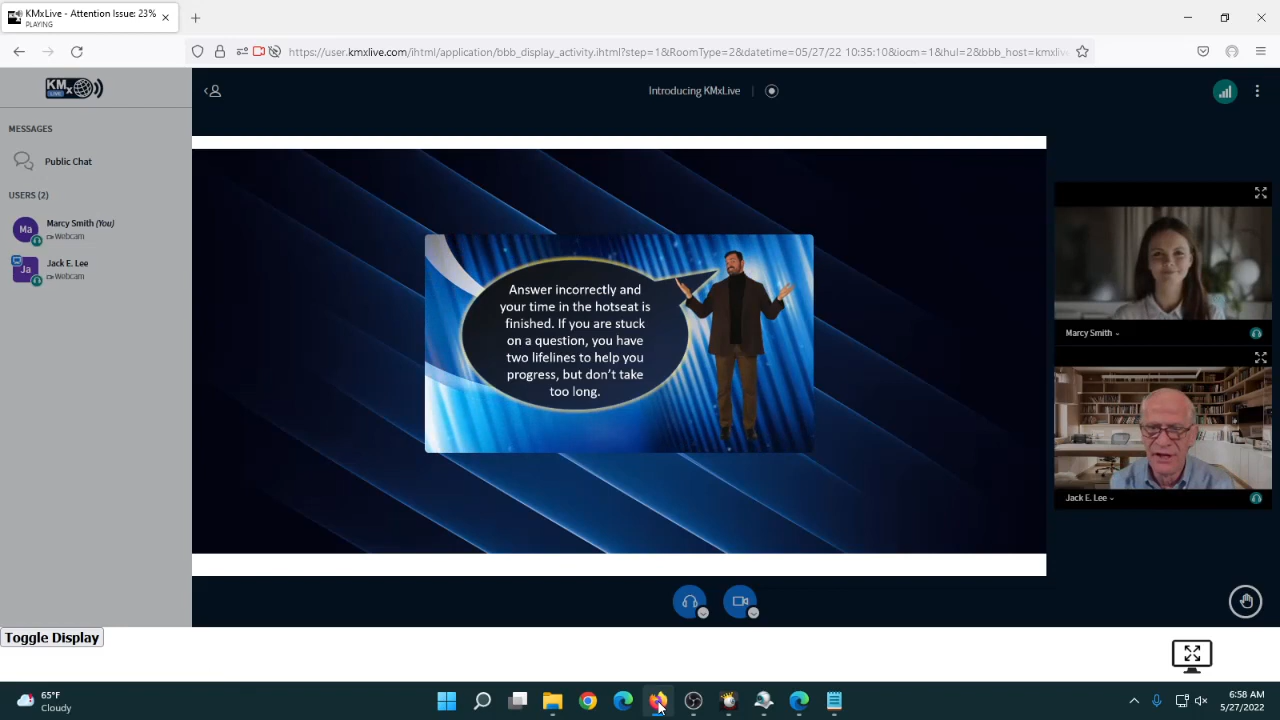 KMxLive - Attention Issue: 23%
PLAYING
https://user.kmxlive.com/ihtml/application/bbb_display_activity.ihtml?step=1&RoomType=2&datetime=05/27/22 10:35:10&iocm=1&hul=2&bbb_host=kmxlive
KMx
LIVE
Introducing KMxLive
MESSAGES
Public Chat
USERS (2)
Ma
Marcy Smith (You)
Webcam
Ja
Jack E. Lee
Webcam
Answer incorrectly and
your time in the hotseat is
finished. If you are stuck
on a question, you have
two lifelines to help you
progress, but don't take
too long.
Marcy Smith
Jack E. Lee
Toggle Display
65°F
Cloudy
6:58 AM
5/27/2022